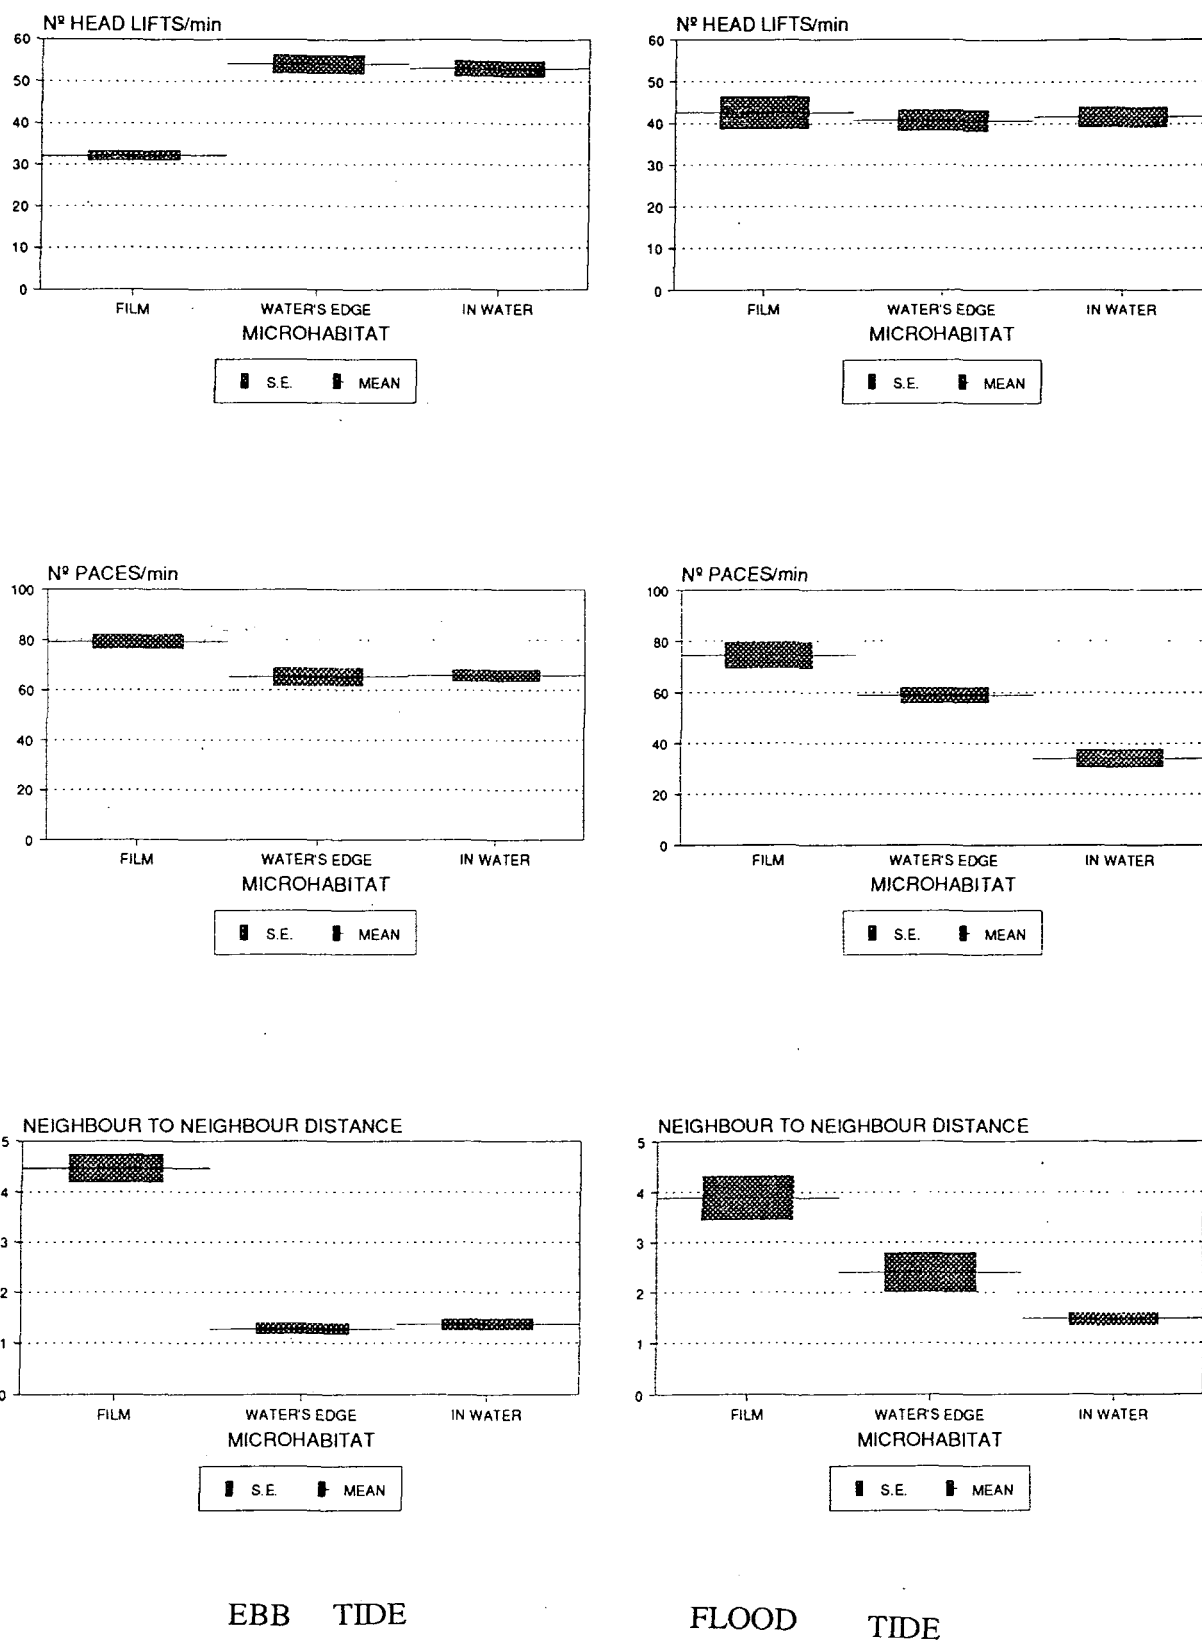 Nº HEAD LIFTS/min
60
50
40
30
20
10
0
FILM WATER'S EDGE IN WATER
MICROHABITAT
S.E. MEAN
Nº HEAD LIFTS/min
60
50
40
30
20
10
0
FILM WATER'S EDGE IN WATER
MICROHABITAT
S.E. MEAN
Nº PACES/min
100
80
60
40
20
0
FILM WATER'S EDGE IN WATER
MICROHABITAT
S.E. MEAN
Nº PACES/min
100
80
60
40
20
0
FILM WATER'S EDGE IN WATER
MICROHABITAT
S.E. MEAN
NEIGHBOUR TO NEIGHBOUR DISTANCE
5
4
3
2
1
0
FILM WATER'S EDGE IN WATER
MICROHABITAT
S.E. MEAN
NEIGHBOUR TO NEIGHBOUR DISTANCE
5
4
3
2
1
0
FILM WATER'S EDGE IN WATER
MICROHABITAT
S.E. MEAN
EBB TIDE
FLOOD TIDE